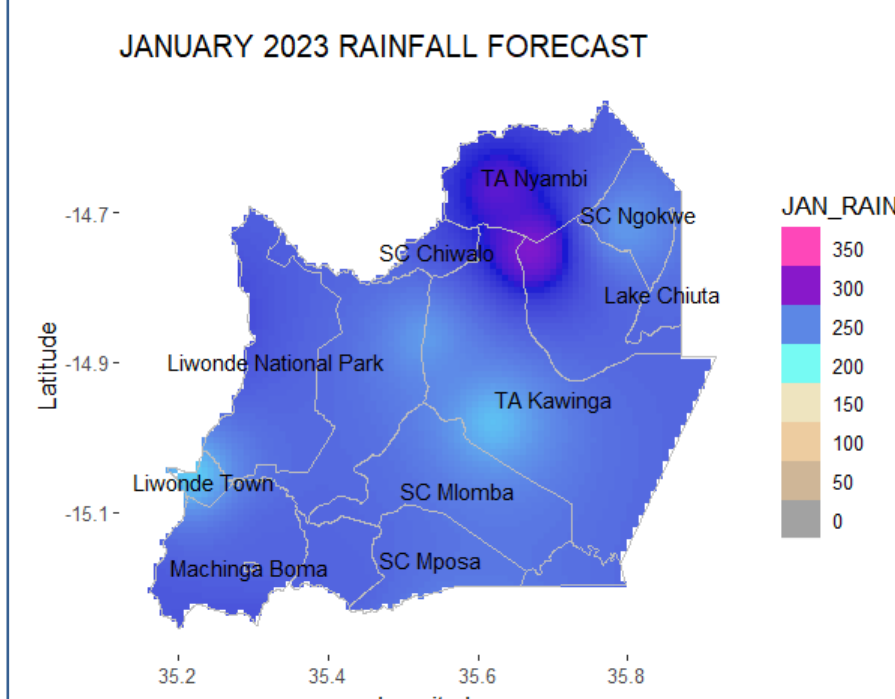 JANUARY 2023 RAINFALL FORECAST
TA Nyambi
-14.7
SC Ngokwe
JAN_RAIN
SC Chiwalo
350
300
Lake Chiuta
250
Latitude
-14.9
Liwonde National Park
200
TA Kawinga
150
100
Liwonde Town
SC Mlomba
50
-15.1
0
Machinga Boma
SC Mposa
35.2
35.4
35.6
35.8